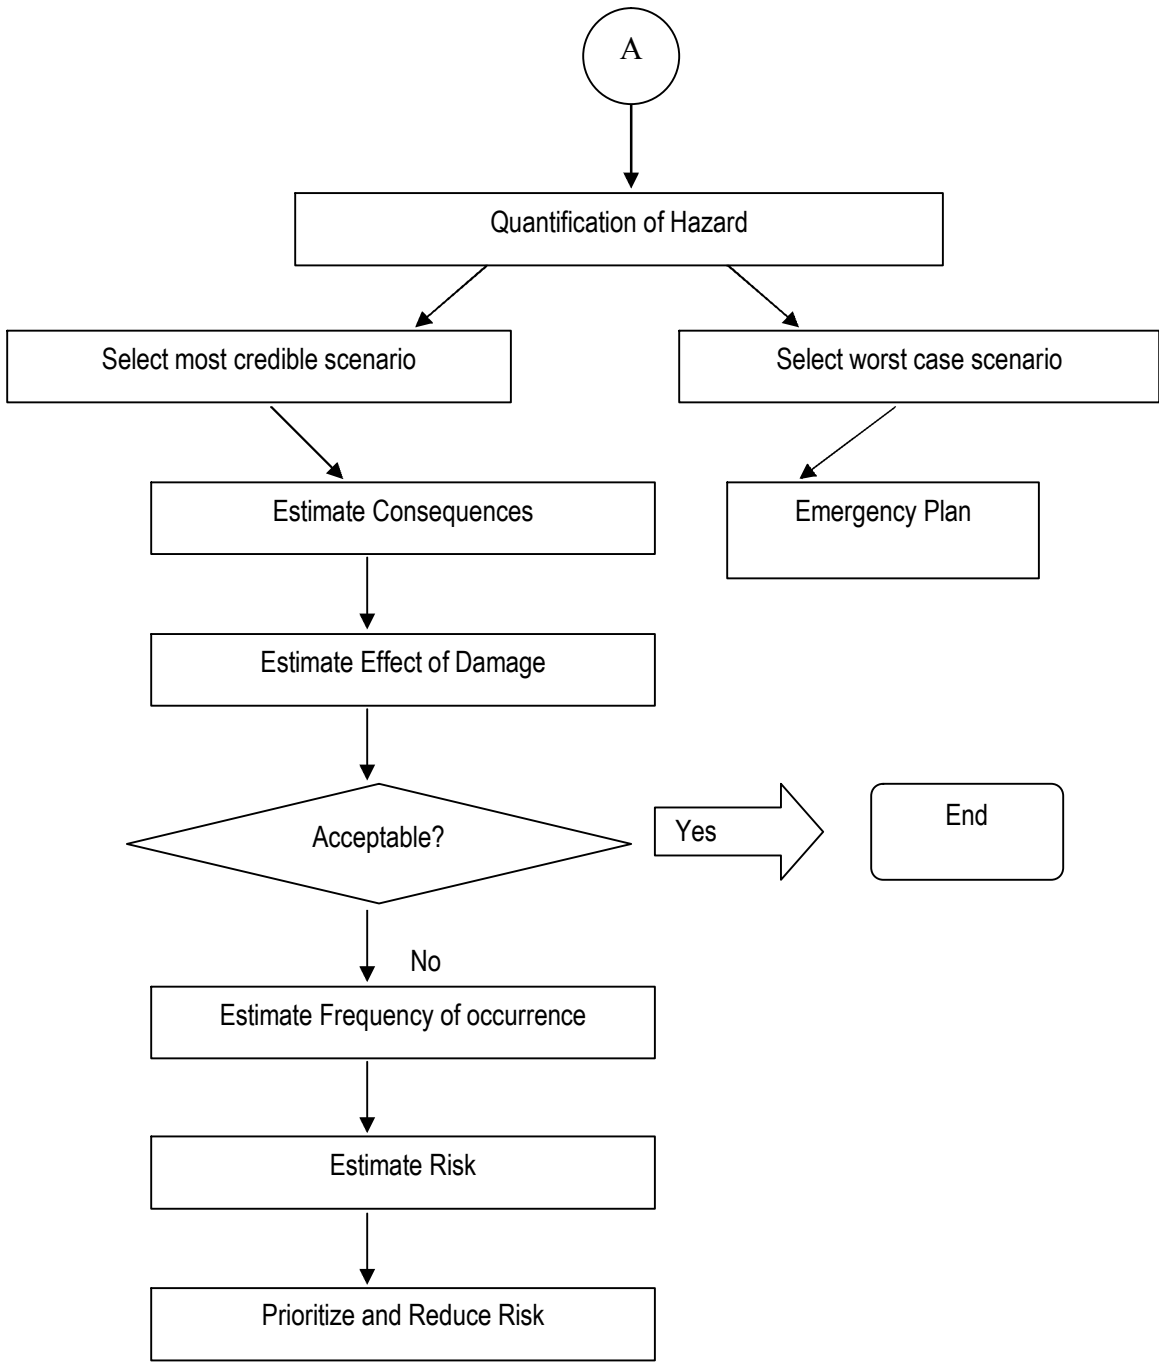 A
Quantification of Hazard
Select most credible scenario
Select worst case scenario
Estimate Consequences
Emergency Plan
Estimate Effect of Damage
Acceptable?
Yes
End
No
Estimate Frequency of occurrence
Estimate Risk
Prioritize and Reduce Risk